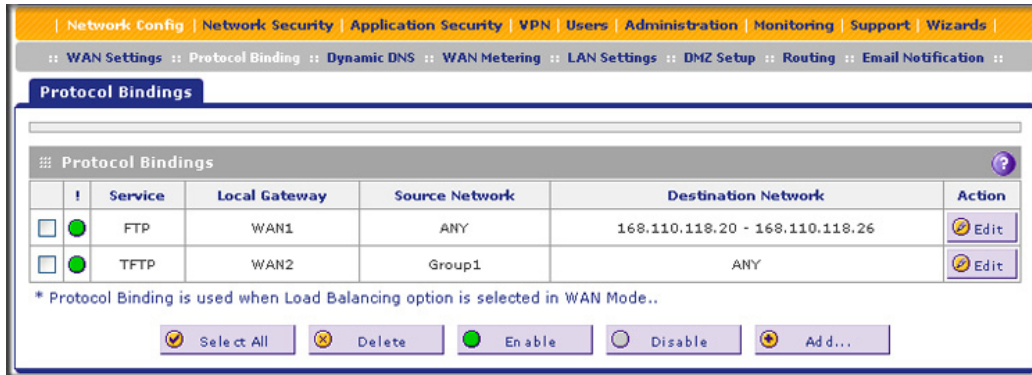 | Network Config | Network Security | Application Security | VPN | Users | Administration | Monitoring | Support | Wizards |
:: WAN Settings :: Protocol Binding :: Dynamic DNS :: WAN Metering :: LAN Settings :: DMZ Setup :: Routing :: Email Notification ::
Protocol Bindings
Protocol Bindings ?
! Service Local Gateway Source Network Destination Network Action
FTP WAN1 ANY 168.110.118.20 - 168.110.118.26 Edit
TFTP WAN2 Group1 ANY Edit
* Protocol Binding is used when Load Balancing option is selected in WAN Mode..
Select All Delete Enable Disable Add...